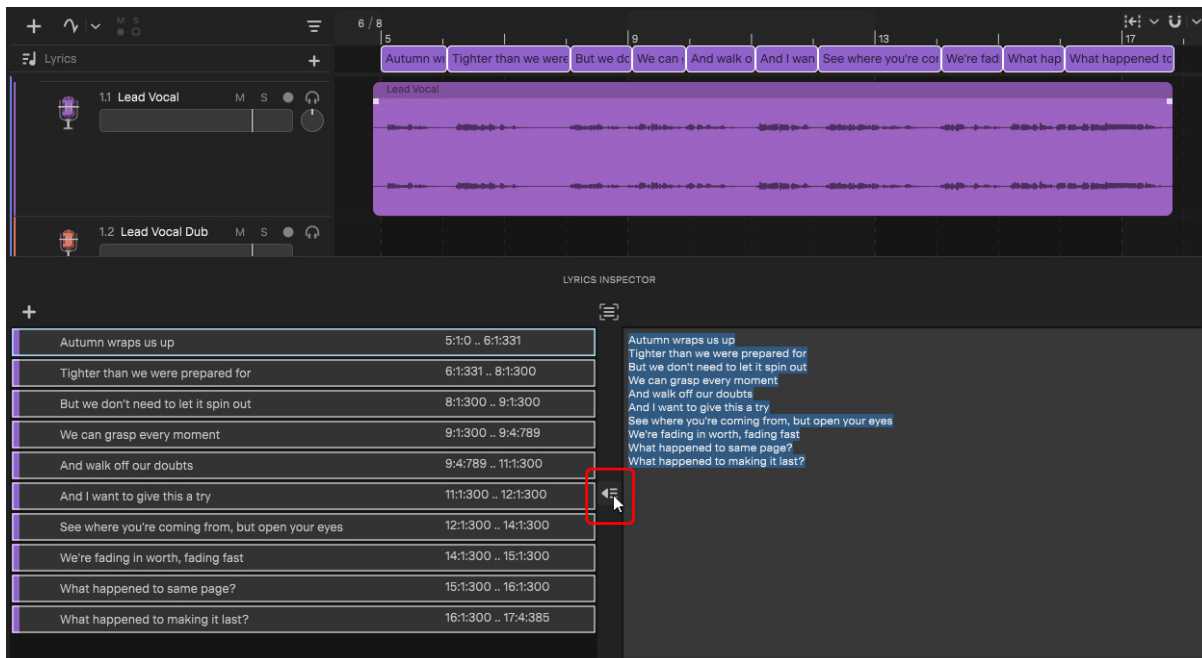 M S
6 / 8
5 9 13 17
Lyrics
Autumn wr Tighter than we were But we dc We can And walk o And I wan See where you're cor We're fad What hap What happened to
1.1 Lead Vocal M S
Lead Vocal
1.2 Lead Vocal Dub M S
LYRICS INSPECTOR
Autumn wraps us up 5:1:0 .. 6:1:331
Tighter than we were prepared for 6:1:331 .. 8:1:300
But we don't need to let it spin out 8:1:300 .. 9:1:300
We can grasp every moment 9:1:300 .. 9:4:789
And walk off our doubts 9:4:789 .. 11:1:300
And I want to give this a try 11:1:300 .. 12:1:300
See where you're coming from, but open your eyes 12:1:300 .. 14:1:300
We're fading in worth, fading fast 14:1:300 .. 15:1:300
What happened to same page? 15:1:300 .. 16:1:300
What happened to making it last? 16:1:300 .. 17:4:385
Autumn wraps us up
Tighter than we were prepared for
But we don't need to let it spin out
We can grasp every moment
And walk off our doubts
And I want to give this a try
See where you're coming from, but open your eyes
We're fading in worth, fading fast
What happened to same page?
What happened to making it last?